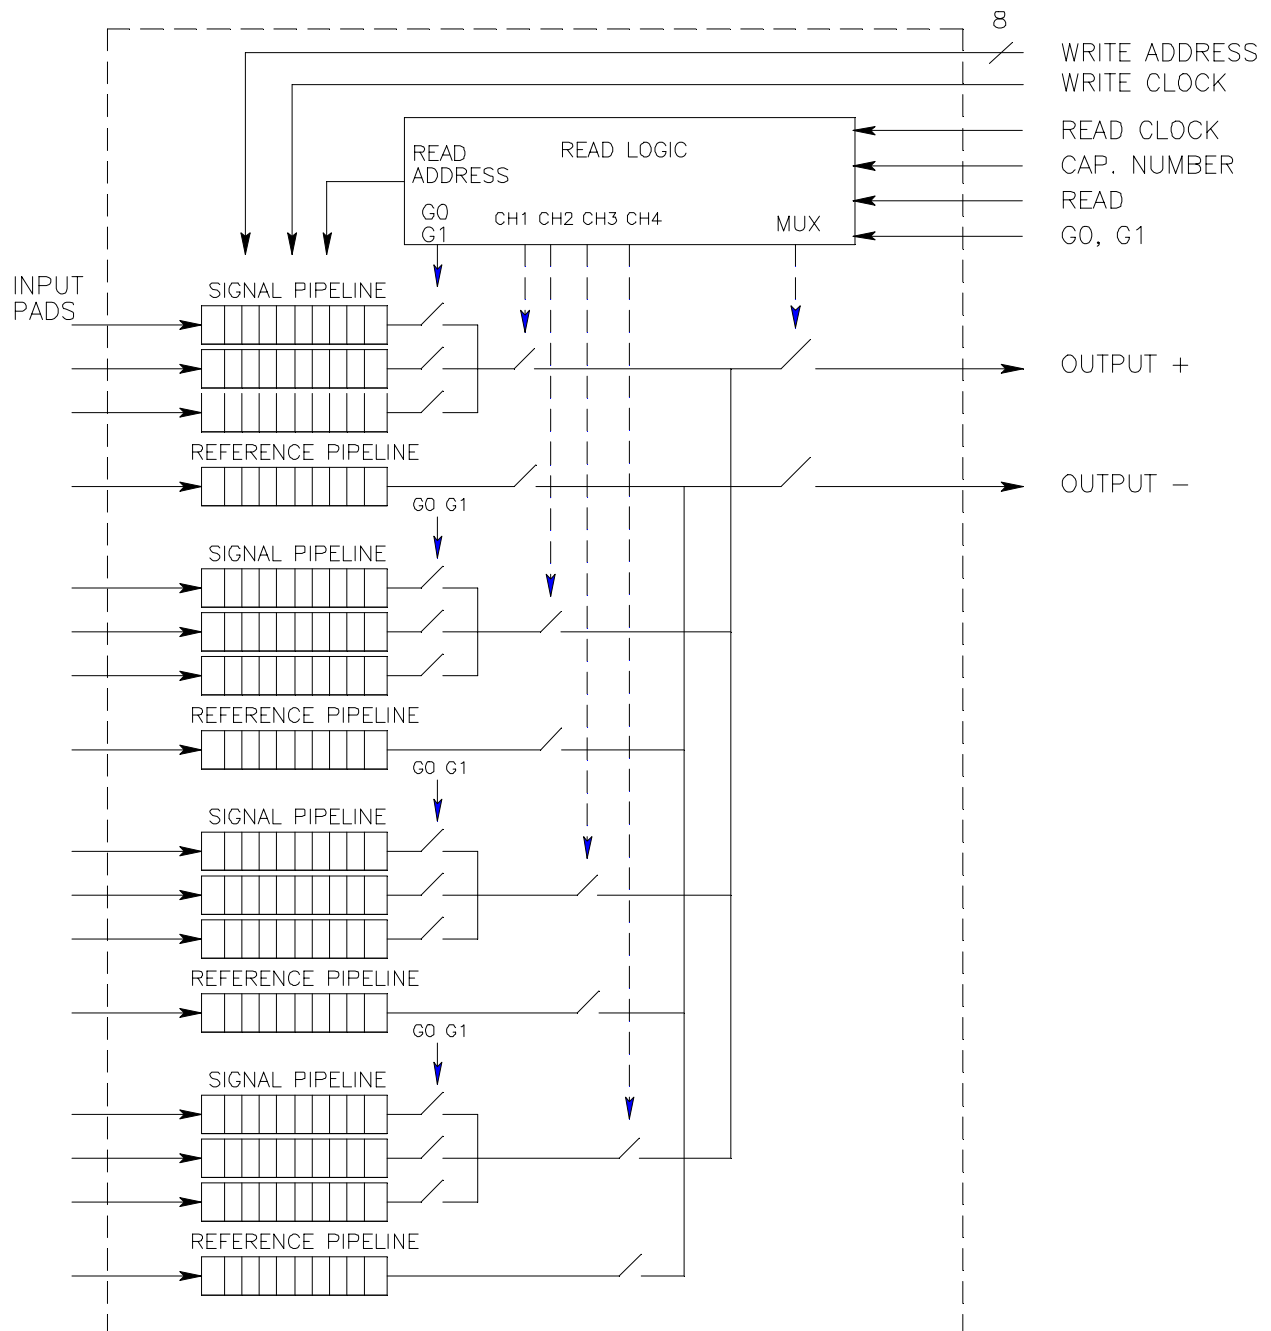 8
WRITE ADDRESS
WRITE CLOCK
READ CLOCK
READ LOGIC
READ
ADDRESS
CAP. NUMBER
READ
G0
G1
CH1 CH2 CH3 CH4
MUX
G0, G1
INPUT
PADS
SIGNAL PIPELINE
OUTPUT +
REFERENCE PIPELINE
OUTPUT −
G0 G1
SIGNAL PIPELINE
REFERENCE PIPELINE
G0 G1
SIGNAL PIPELINE
REFERENCE PIPELINE
G0 G1
SIGNAL PIPELINE
REFERENCE PIPELINE